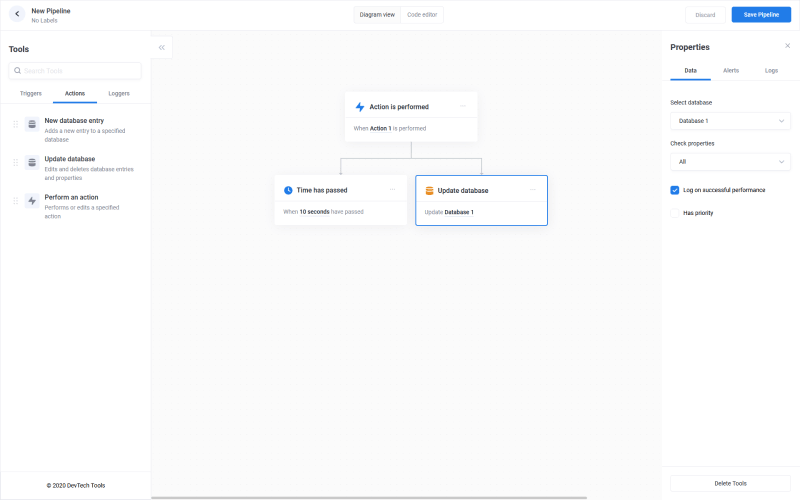 New Pipeline
No Labels
Diagram view
Code editor
Discard
Save Pipeline
Tools
Search Tools
Triggers
Actions
Loggers
New database entry
Adds a new entry to a specified
database
Update database
Edits and deletes database entries
and properties
Perform an action
Performs or edits a specified
action
© 2020 DevTech Tools
Action is performed
When Action 1 is performed
Time has passed
When 10 seconds have passed
Update database
Update Database 1
Properties
Data
Alerts
Logs
Select database
Database 1
Check properties
All
Log on successful performance
Has priority
Delete Tools